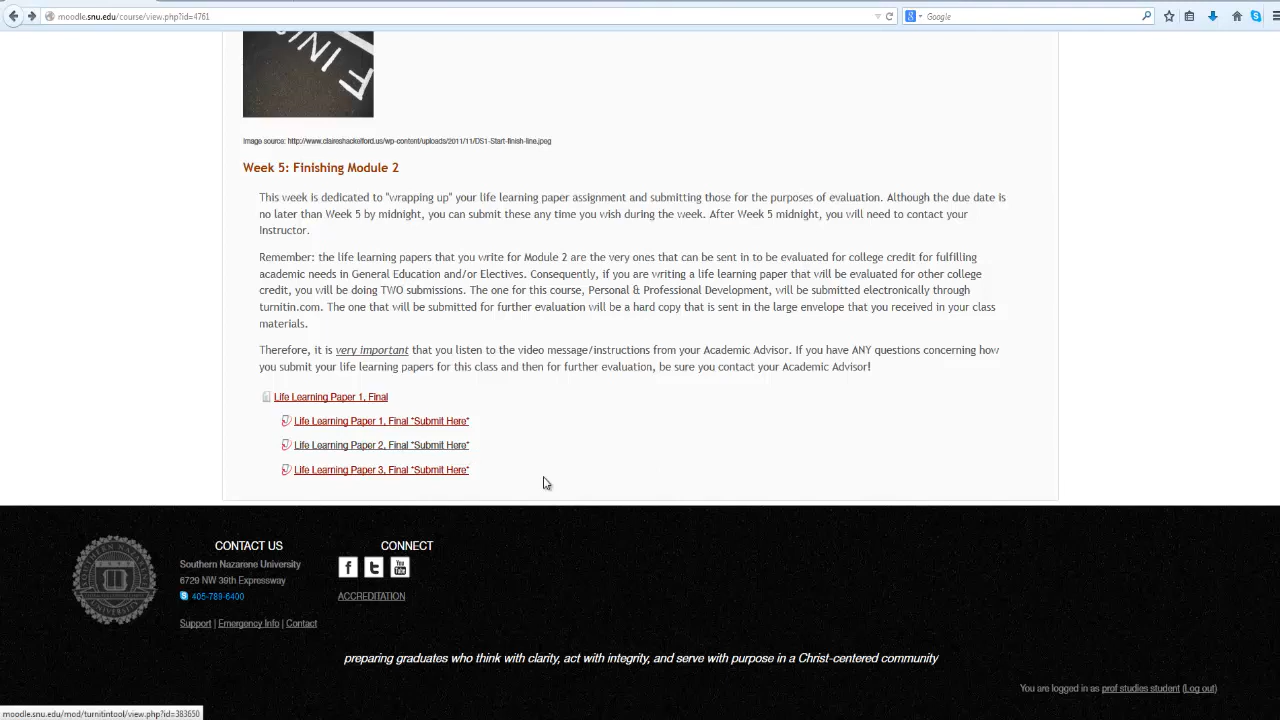 moodle.snu.edu/course/view.php?id=4761
Google
FINIS
Image source: http://www.claireshackelford.us/wp-content/uploads/2011/11/DS1-Start-finish-line.jpeg
Week 5: Finishing Module 2
This week is dedicated to "wrapping up" your life learning paper assignment and submitting those for the purposes of evaluation. Although the due date is
no later than Week 5 by midnight, you can submit these any time you wish during the week. After Week 5 midnight, you will need to contact your
Instructor.
Remember: the life learning papers that you write for Module 2 are the very ones that can be sent in to be evaluated for college credit for fulfilling
academic needs in General Education and/or Electives. Consequently, if you are writing a life learning paper that will be evaluated for other college
credit, you will be doing TWO submissions. The one for this course, Personal & Professional Development, will be submitted electronically through
turnitin.com. The one that will be submitted for further evaluation will be a hard copy that is sent in the large envelope that you received in your class
materials.
Therefore, it is very important that you listen to the video message/instructions from your Academic Advisor. If you have ANY questions concerning how
you submit your life learning papers for this class and then for further evaluation, be sure you contact your Academic Advisor!
Life Learning Paper 1, Final
Life Learning Paper 1, Final *Submit Here*
Life Learning Paper 2, Final *Submit Here*
Life Learning Paper 3, Final *Submit Here*
CONTACT US
Southern Nazarene University
6729 NW 39th Expressway
405-789-6400
Support | Emergency Info | Contact
CONNECT
You Tube
ACCREDITATION
preparing graduates who think with clarity, act with integrity, and serve with purpose in a Christ-centered community
You are logged in as prof studies student (Log out)
moodle.snu.edu/mod/turnitintool/view.php?id=383650